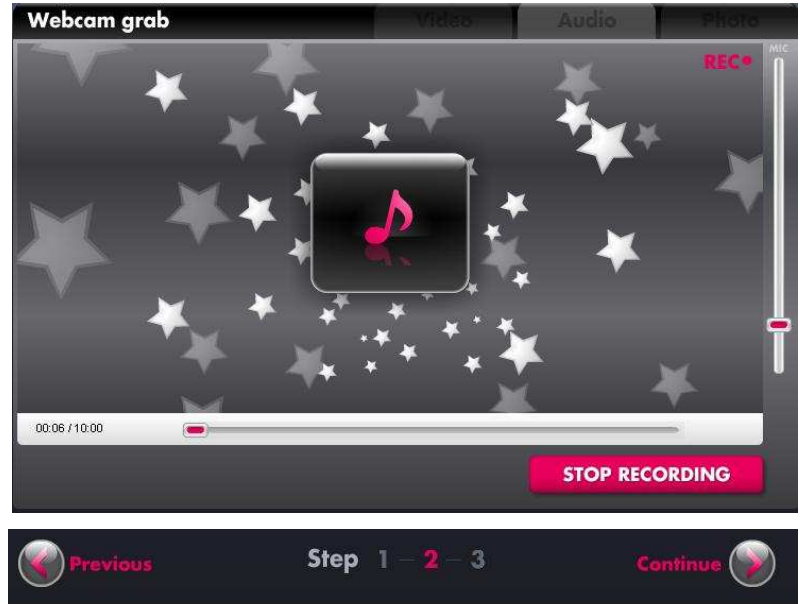 Webcam grab Video Audio Photo
MIC
REC
00:06 / 10:00
STOP RECORDING
Previous Step 1 – 2 – 3 Continue